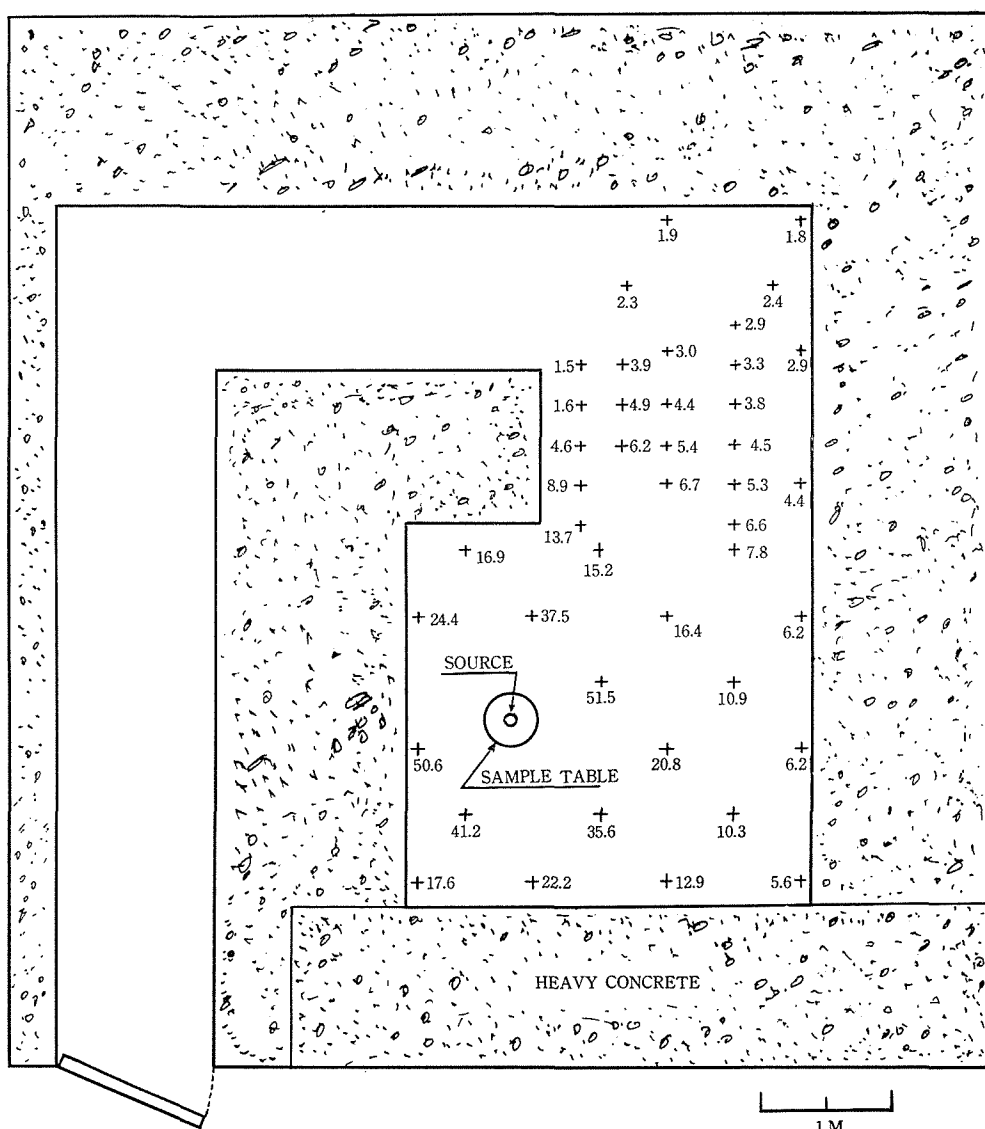 1.9 1.8
2.3 2.4
2.9
3.0
1.5 3.9 3.3 2.9
1.6 4.9 4.4 3.8
4.6 6.2 5.4 4.5
8.9 6.7 5.3 4.4
13.7 6.6
16.9 15.2 7.8
24.4 37.5 16.4 6.2
SOURCE
51.5 10.9
50.6 20.8 6.2
SAMPLE TABLE
41.2 35.6 10.3
17.6 22.2 12.9 5.6
HEAVY CONCRETE
1 M